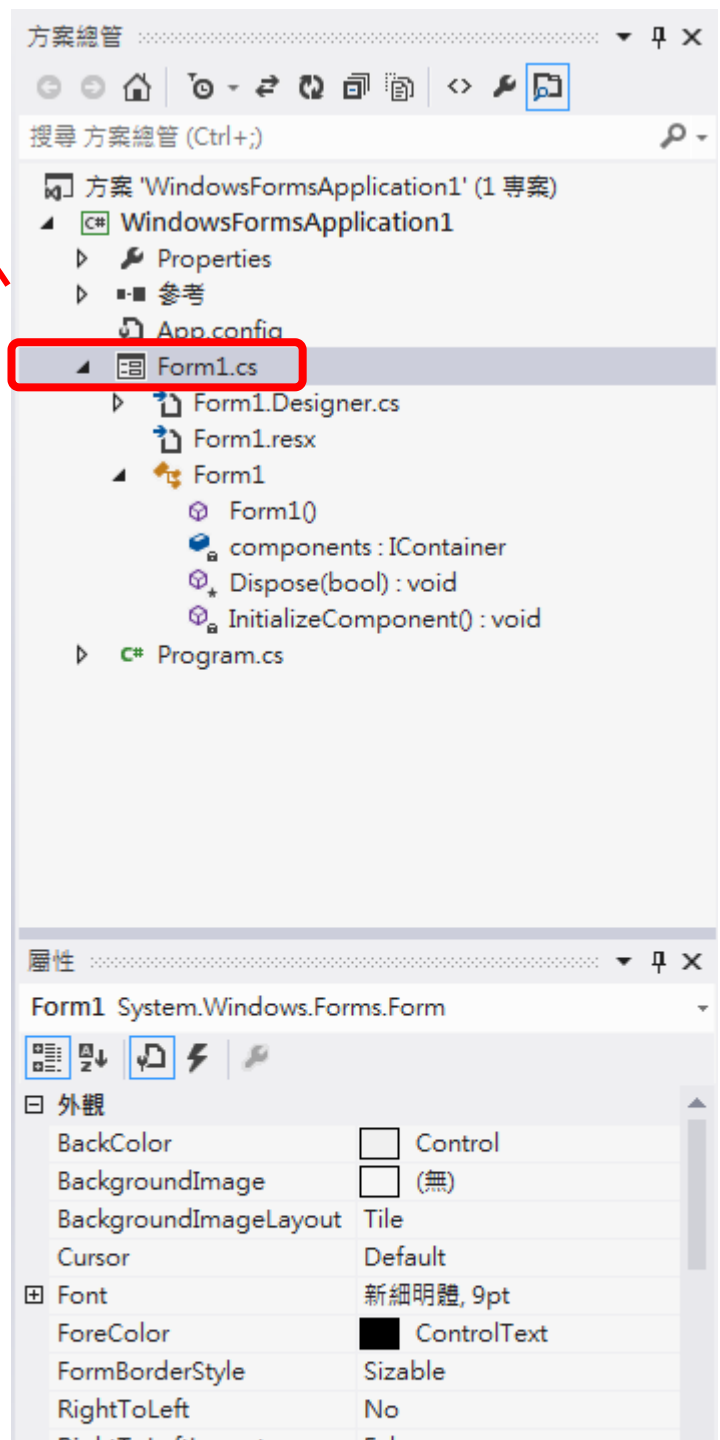 方案總管
搜尋 方案總管 (Ctrl+;)
方案 'WindowsFormsApplication1' (1 專案)
C# WindowsFormsApplication1
Properties
參考
App.config
Form1.cs
Form1.Designer.cs
Form1.resx
Form1
Form1()
components : IContainer
Dispose(bool) : void
InitializeComponent() : void
C# Program.cs
屬性
Form1 System.Windows.Forms.Form
外觀
BackColor Control
BackgroundImage (無)
BackgroundImageLayout Tile
Cursor Default
Font 新細明體, 9pt
ForeColor ControlText
FormBorderStyle Sizable
RightToLeft No